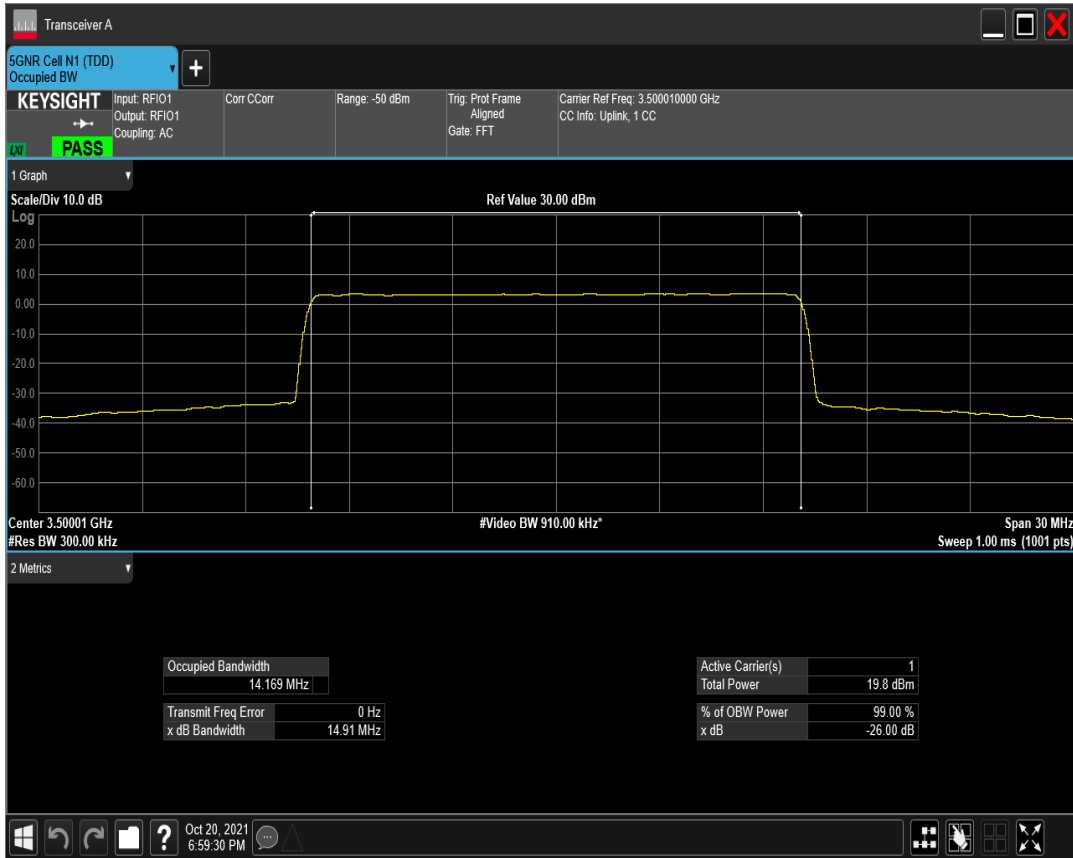 Transceiver A
5GNR Cell N1 (TDD)
Occupied BW
KEYSIGHT
LXI
PASS
Input: RFIO1
Output: RFIO1
Coupling: AC
Corr CCorr
Range: -50 dBm
Trig: Prot Frame
Aligned
Gate: FFT
Carrier Ref Freq: 3.500010000 GHz
CC Info: Uplink, 1 CC
1 Graph
Scale/Div 10.0 dB
Ref Value 30.00 dBm
Log
20.0
10.0
0.00
-10.0
-20.0
-30.0
-40.0
-50.0
-60.0
Center 3.50001 GHz
#Video BW 910.00 kHz*
Span 30 MHz
#Res BW 300.00 kHz
Sweep 1.00 ms (1001 pts)
2 Metrics
Occupied Bandwidth
14.169 MHz
Transmit Freq Error 0 Hz
x dB Bandwidth 14.91 MHz
Active Carrier(s) 1
Total Power 19.8 dBm
% of OBW Power 99.00 %
x dB -26.00 dB
Oct 20, 2021
6:59:30 PM